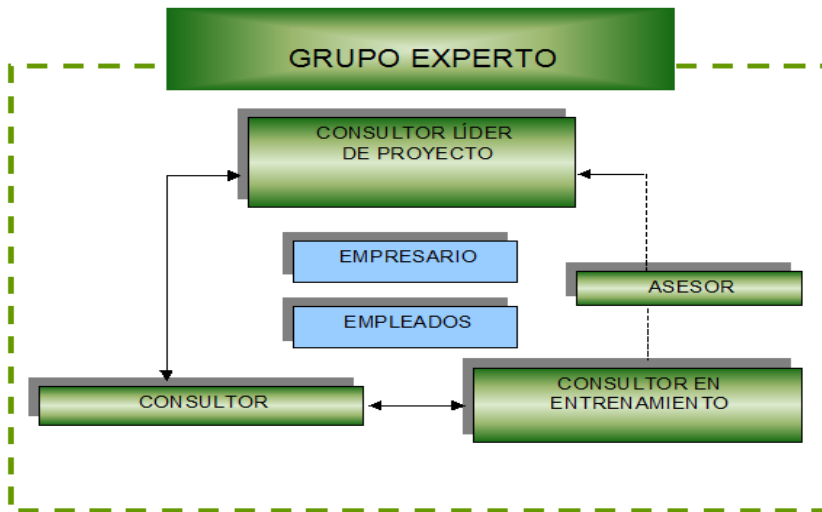 GRUPO EXPERTO
CONSULTOR LÍDER
DE PROYECTO
EMPRESARIO
ASESOR
EMPLEADOS
CONSULTOR
CONSULTOR EN
ENTRENAMIENTO